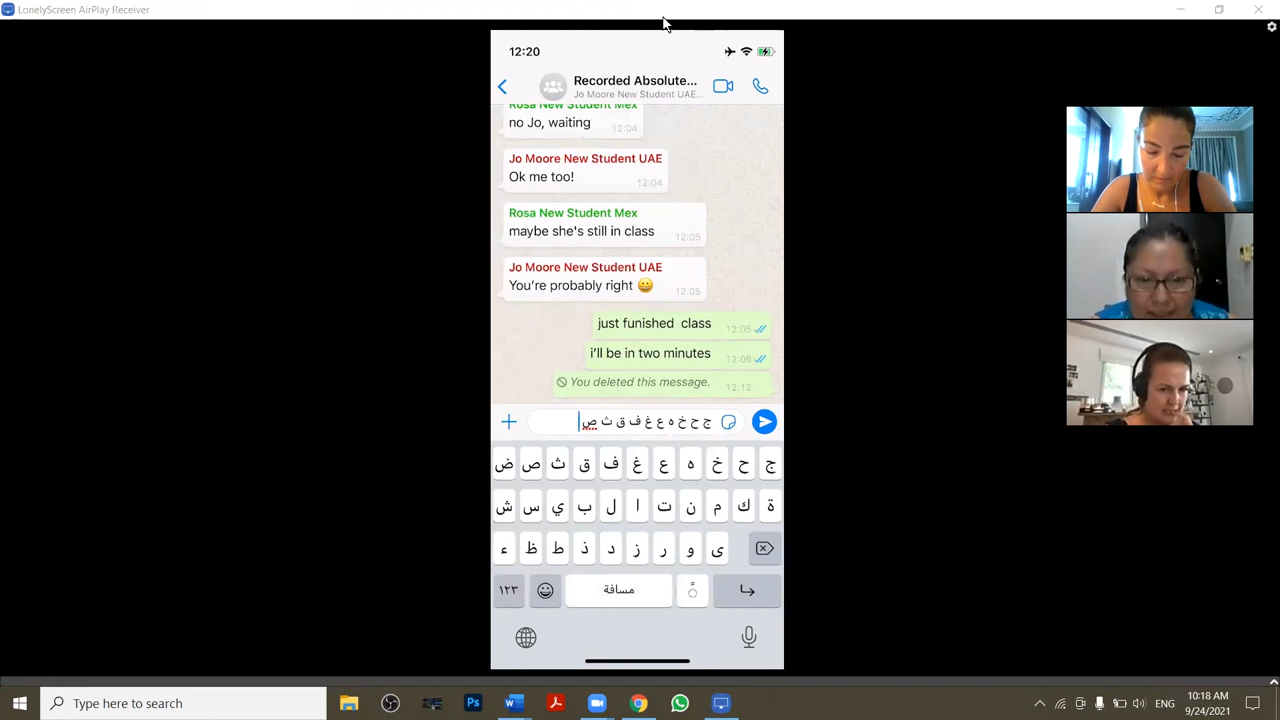 LonelyScreen AirPlay Receiver
12:20
Recorded Absolute...
Jo Moore New Student UAE...
Rosa New Student Mex
no Jo, waiting 12:04
Jo Moore New Student UAE
Ok me too! 12:04
Rosa New Student Mex
maybe she's still in class 12:05
Jo Moore New Student UAE
You're probably right 😀 12:05
just funished class 12:05
i'll be in two minutes 12:06
You deleted this message. 12:12
ج ح خ ه ع غ ف ق ث ص
ض ص ث ق ف غ ع ه خ ح ج
ش س ي ب ل ا ت ن م ك ة
ء ظ ط ذ د ز ر و ى
١٢٣ مسافة
Type here to search
ENG
10:18 AM
9/24/2021
Ps